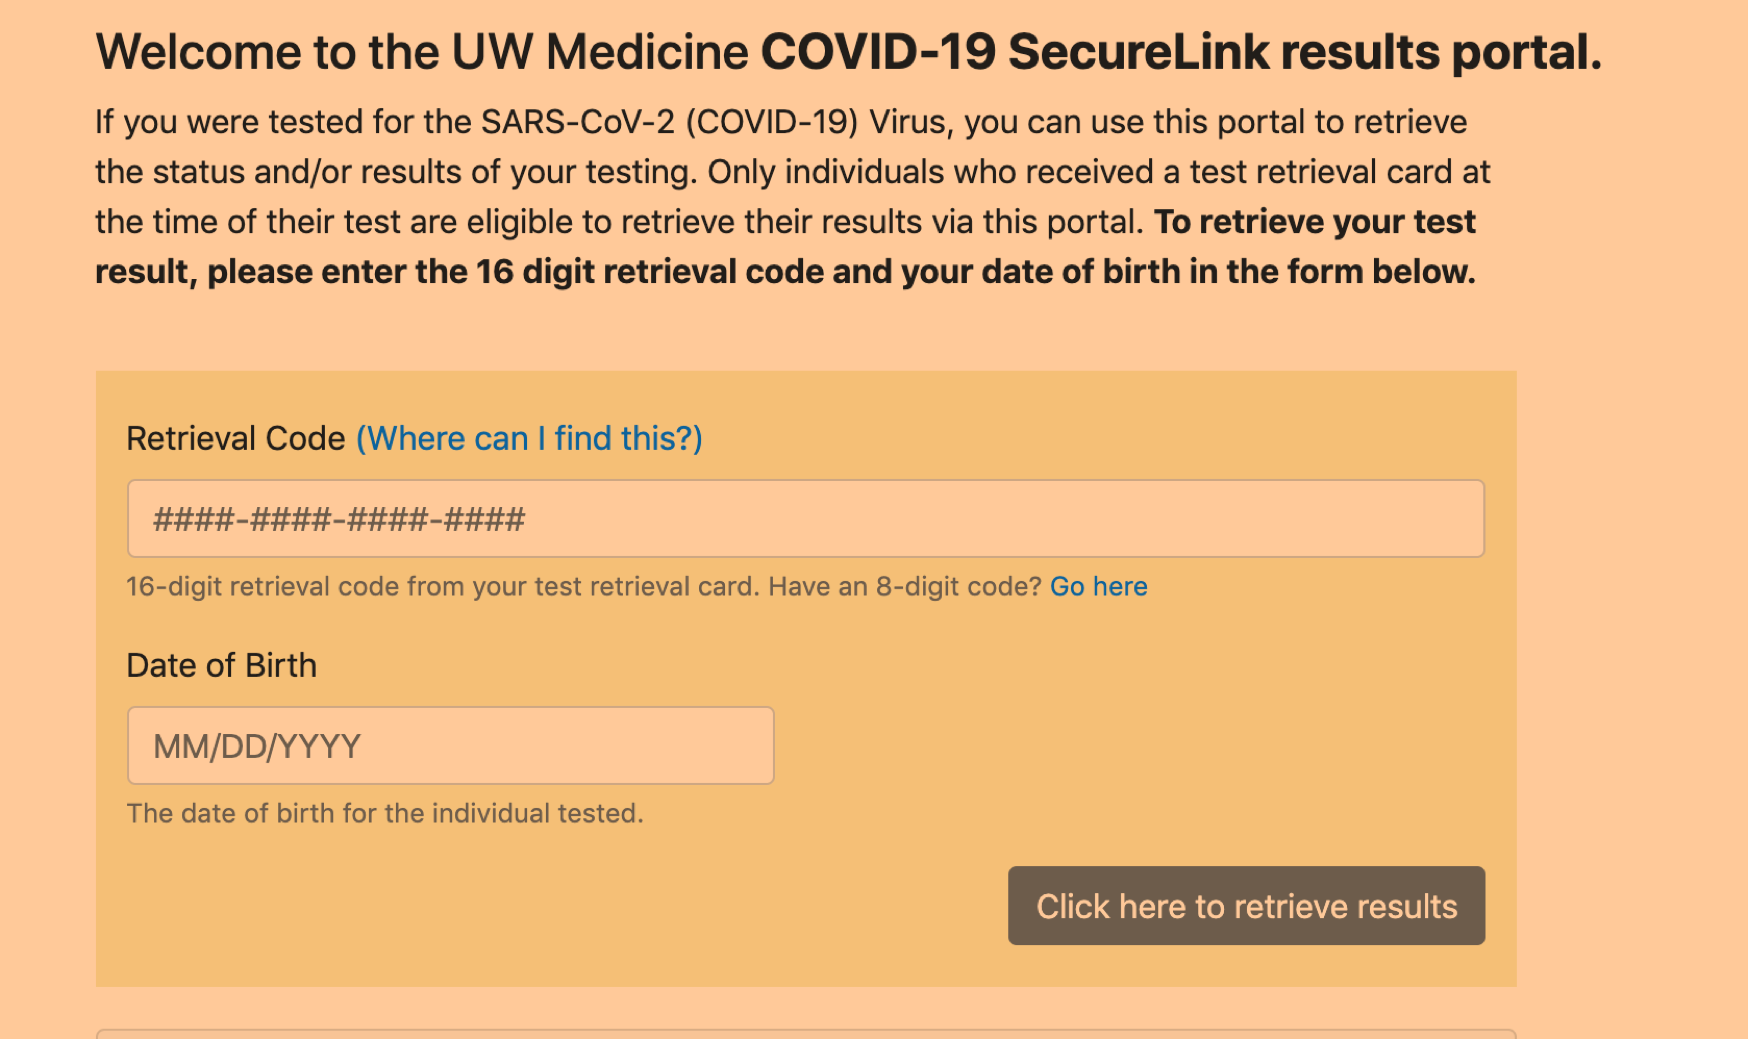 Welcome to the UW Medicine COVID-19 SecureLink results portal.
If you were tested for the SARS-CoV-2 (COVID-19) Virus, you can use this portal to retrieve
the status and/or results of your testing. Only individuals who received a test retrieval card at
the time of their test are eligible to retrieve their results via this portal. To retrieve your test
result, please enter the 16 digit retrieval code and your date of birth in the form below.
Retrieval Code (Where can I find this?)
####-####-####-####
16-digit retrieval code from your test retrieval card. Have an 8-digit code? Go here
Date of Birth
MM/DD/YYYY
The date of birth for the individual tested.
Click here to retrieve results